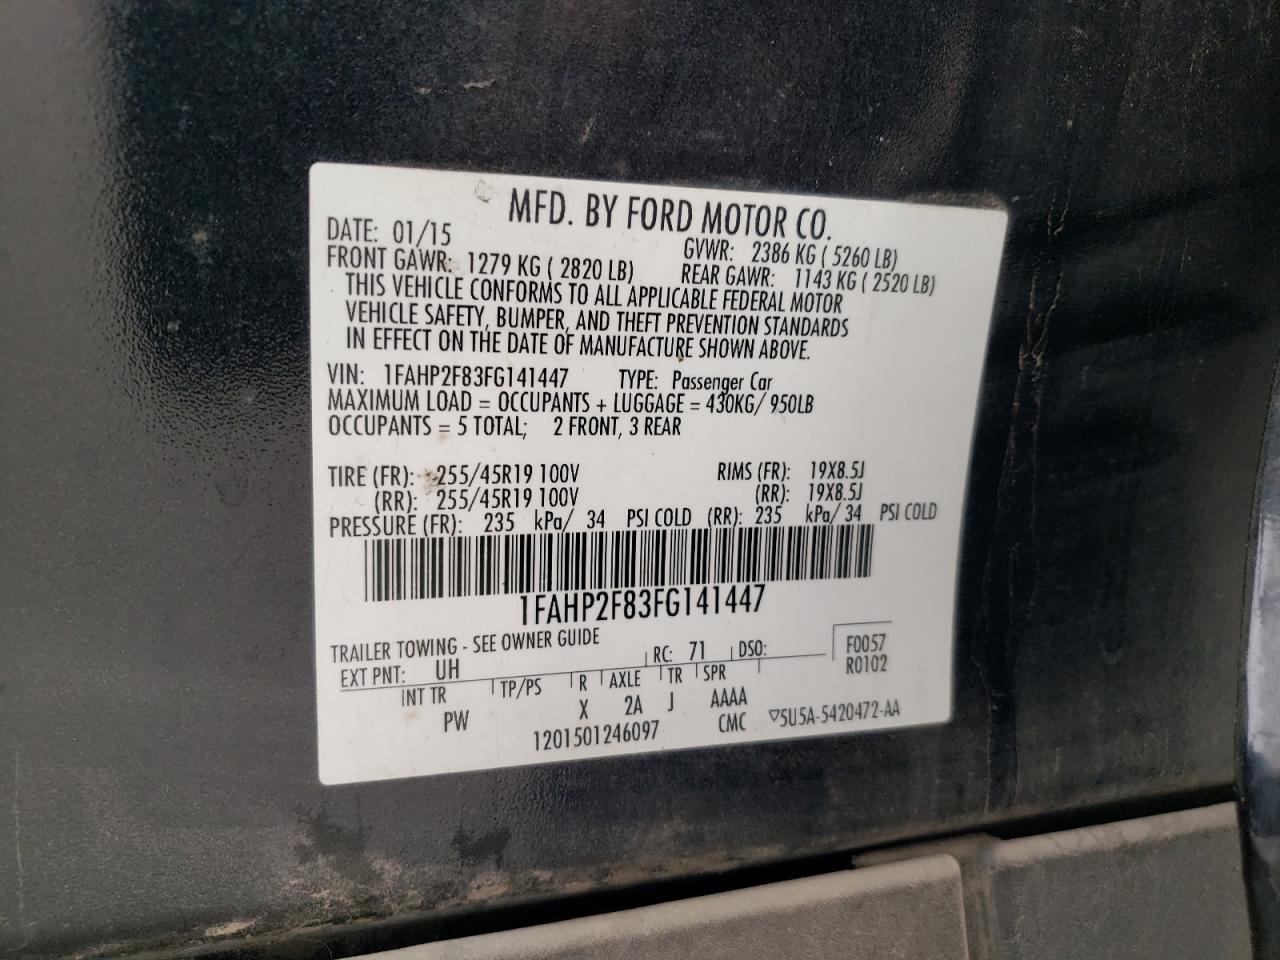 MFD. BY FORD MOTOR CO.
DATE: 01/15 GVWR: 2386 KG ( 5260 LB)
FRONT GAWR: 1279 KG ( 2820 LB) REAR GAWR: 1143 KG ( 2520 LB)
THIS VEHICLE CONFORMS TO ALL APPLICABLE FEDERAL MOTOR
VEHICLE SAFETY, BUMPER, AND THEFT PREVENTION STANDARDS
IN EFFECT ON THE DATE OF MANUFACTURE SHOWN ABOVE.
VIN: 1FAHP2F83FG141447 TYPE: Passenger Car
MAXIMUM LOAD = OCCUPANTS + LUGGAGE = 430KG/ 950LB
OCCUPANTS = 5 TOTAL; 2 FRONT, 3 REAR
TIRE (FR): 255/45R19 100V RIMS (FR): 19X8.5J
(RR): 255/45R19 100V (RR): 19X8.5J
PRESSURE (FR): 235 kPa/ 34 PSI COLD (RR): 235 kPa/ 34 PSI COLD
1FAHP2F83FG141447
TRAILER TOWING - SEE OWNER GUIDE
EXT PNT: UH RC: 71 DSO: F0057
R0102
INT TR TP/PS R AXLE TR SPR
PW X 2A J AAAA
1201501246097 CMC ▽5U5A-5420472-AA